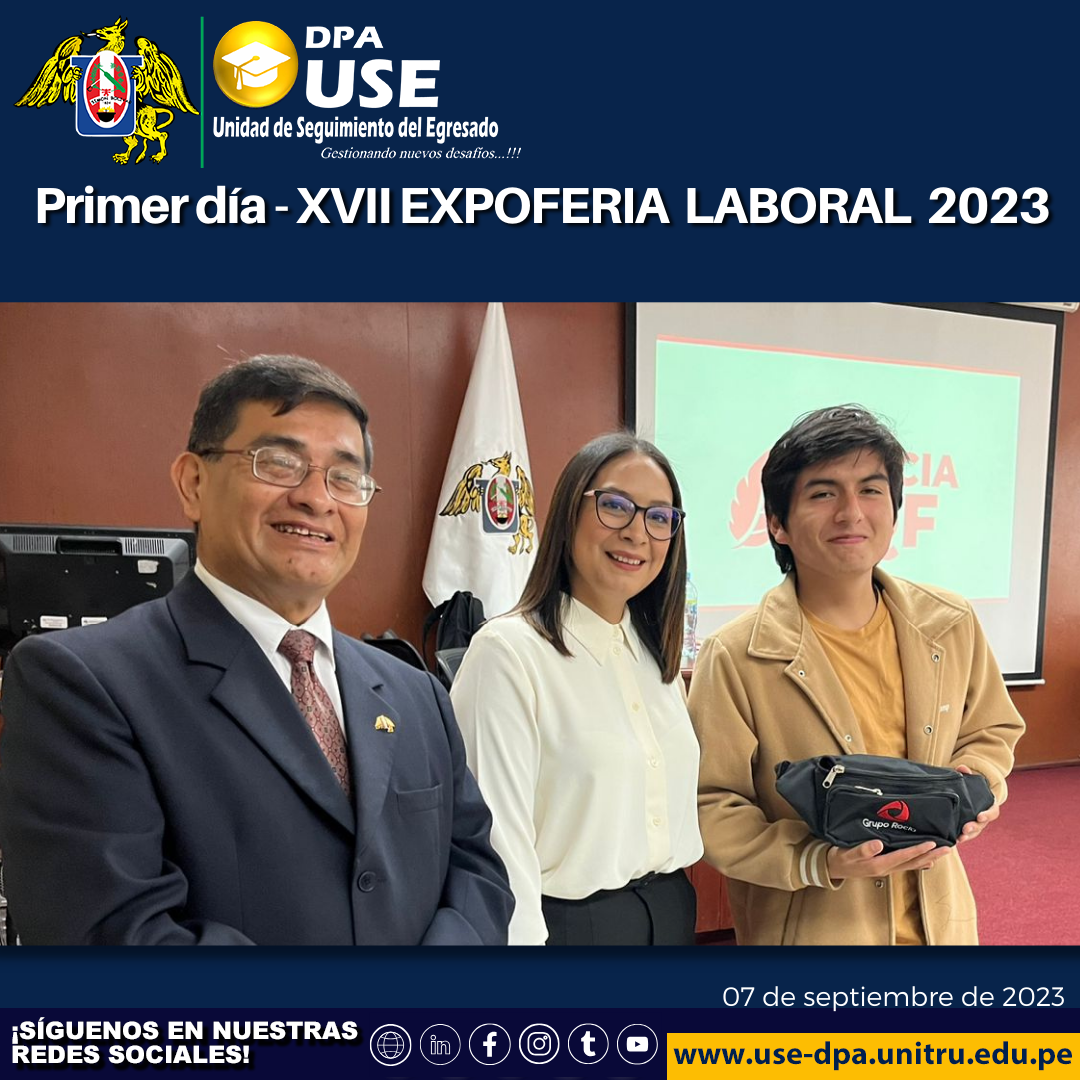 DPA
USE
Unidad de Seguimiento del Egresado
Gestionando nuevos desafíos...!!!
Primer día - XVII EXPOFERIA LABORAL 2023
Grupo Rocío
07 de septiembre de 2023
¡SÍGUENOS EN NUESTRAS
REDES SOCIALES!
www.use-dpa.unitru.edu.pe